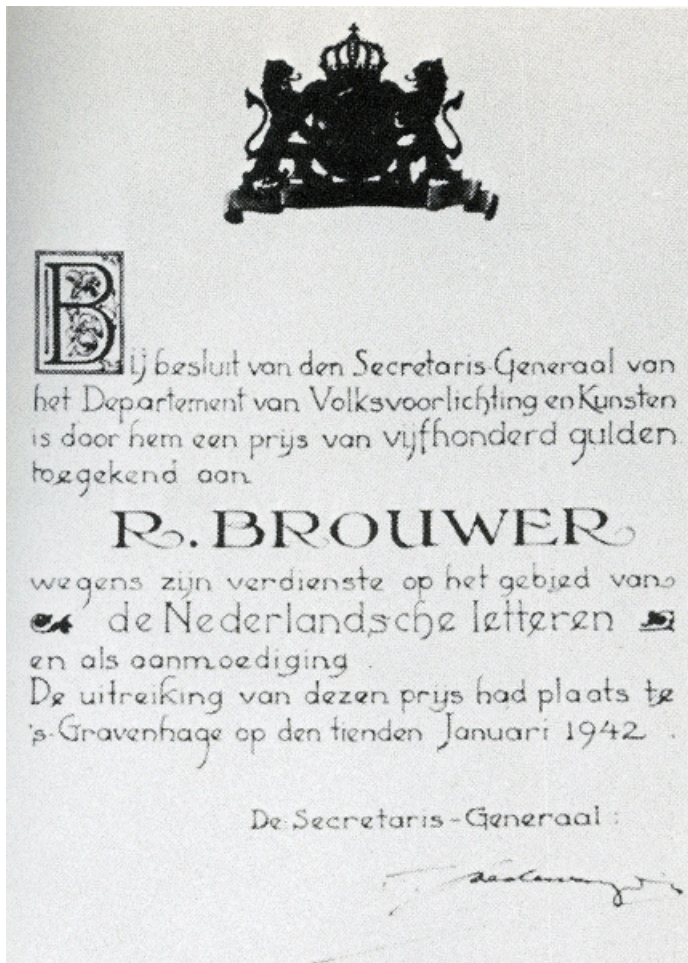 Bij besluit van den Secretaris-Generaal van
het Departement van Volksvoorlichting en Kunsten
is door hem een prijs van vijfhonderd gulden
toegekend aan
R. BROUWER
wegens zijn verdienste op het gebied van
de Nederlandsche letteren
en als aanmoediging.
De uitreiking van dezen prijs had plaats te
's-Gravenhage op den tienden Januari 1942.
De Secretaris-Generaal: